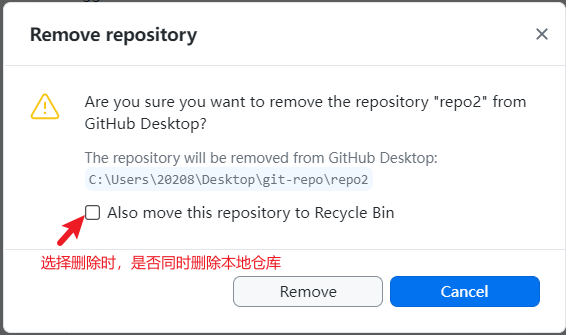 Remove repository
Are you sure you want to remove the repository "repo2" from
GitHub Desktop?
The repository will be removed from GitHub Desktop:
C:\Users\20208\Desktop\git-repo\repo2
Also move this repository to Recycle Bin
选择删除时，是否同时删除本地仓库
Remove
Cancel